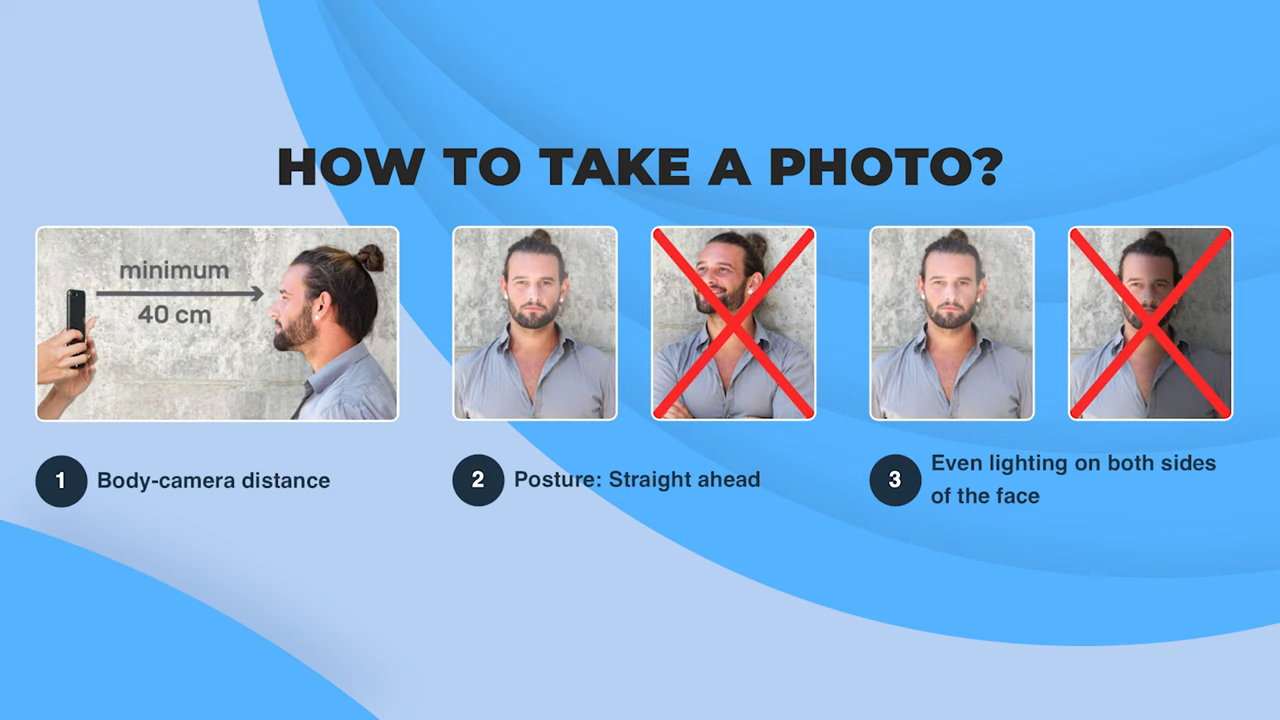 HOW TO TAKE A PHOTO?
minimum
40 cm
1 Body-camera distance
2 Posture: Straight ahead
3 Even lighting on both sides
of the face